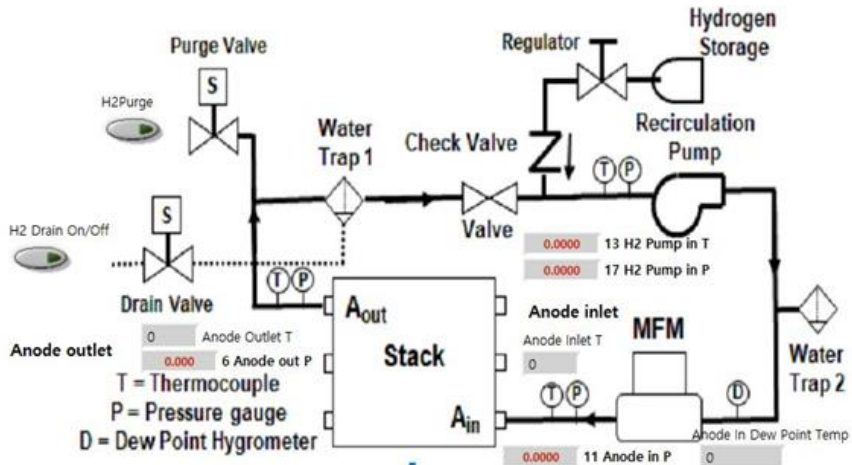 Hydrogen
Storage
Purge Valve
Regulator
S
H2Purge
Water
Trap 1
Check Valve
Recirculation
Pump
T P
S
H2 Drain On/Off
Valve
0.0000 13 H2 Pump in T
0.0000 17 H2 Pump in P
T P
Drain Valve
Aout
Anode inlet
MFM
0 Anode Outlet T
Anode Inlet T
Anode outlet
0.000 6 Anode out P
Stack
0
Water
Trap 2
T = Thermocouple
P = Pressure gauge
D = Dew Point Hygrometer
T P
D
Ain
Anode In Dew Point Temp
0.0000 11 Anode in P
0